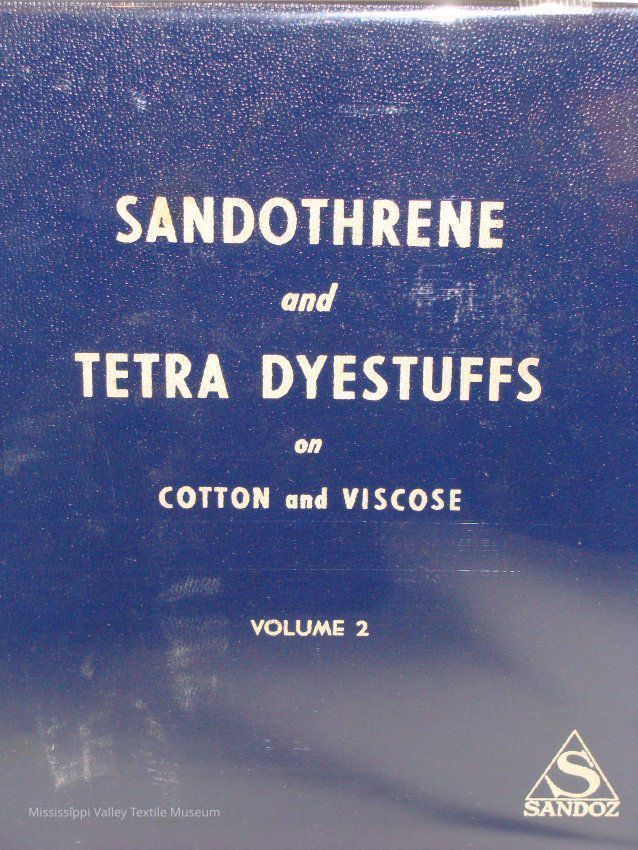 SANDOTHRENE
and
TETRA DYESTUFFS
on
COTTON and VISCOSE
VOLUME 2
S
SANDOZ
Mississippi Valley Textile Museum